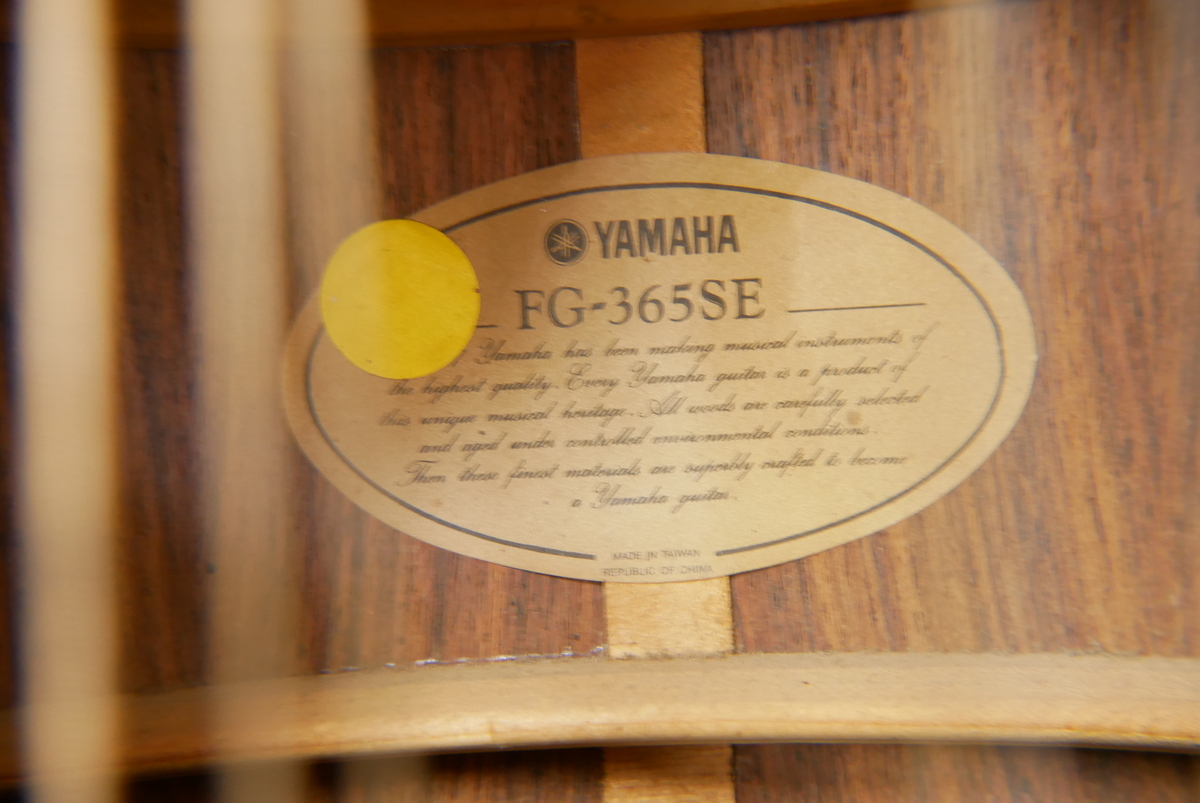 YAMAHA
FG-365SE
Yamaha has been making musical instruments of
the highest quality. Every Yamaha guitar is a product of
this unique musical heritage. All woods are carefully selected
and aged under controlled environmental conditions.
Then these finest materials are superbly crafted to become
a Yamaha guitar.
MADE IN TAIWAN
REPUBLIC OF CHINA